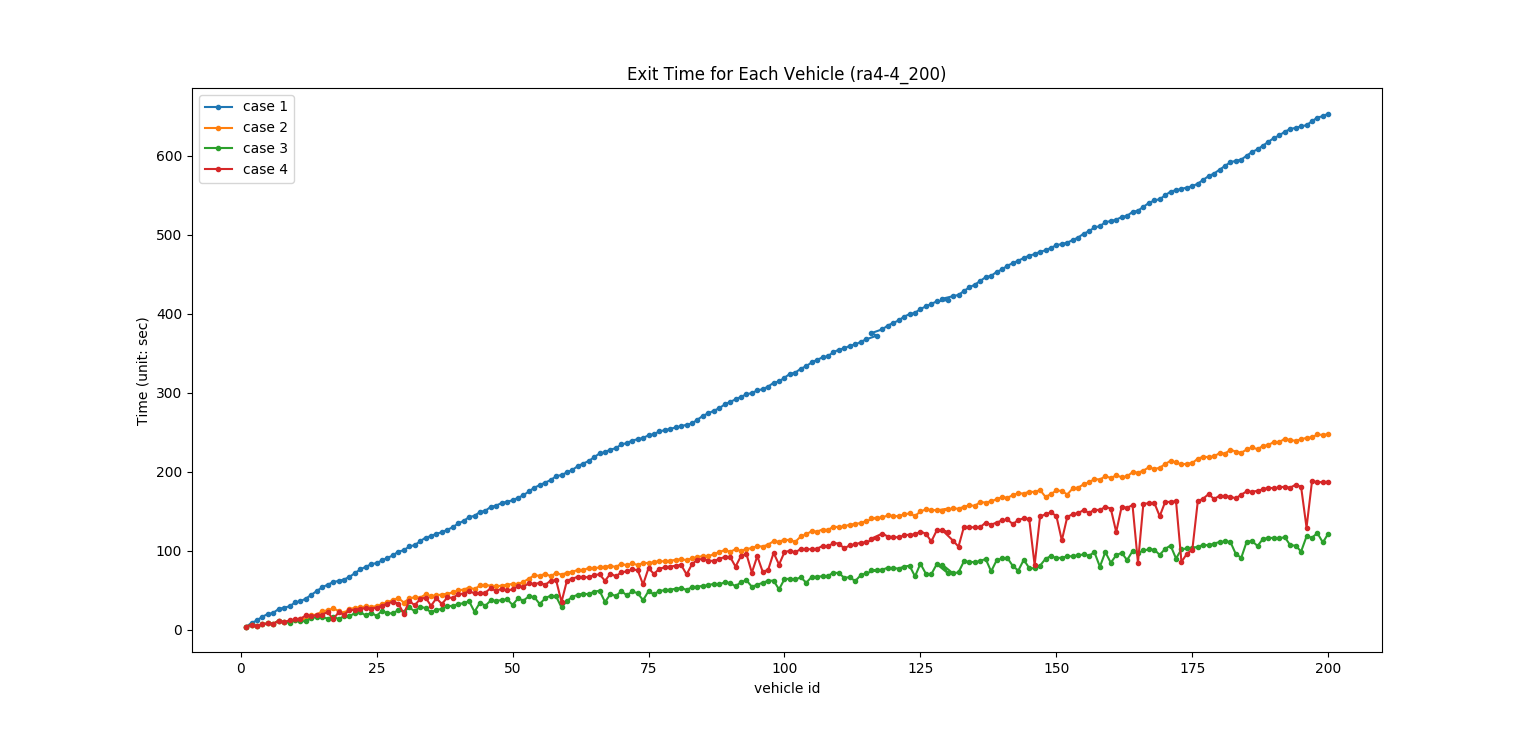 Exit Time for Each Vehicle (ra4-4_200)
case 1
case 2
case 3
case 4
Time (unit: sec)
600
500
400
300
200
100
0
0 25 50 75 100 125 150 175 200
vehicle id